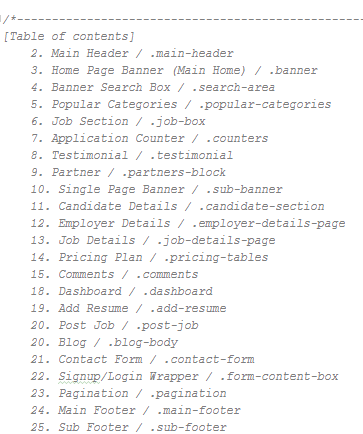 /*------------------------------------------------
[Table of contents]
2. Main Header / .main-header
3. Home Page Banner (Main Home) / .banner
4. Banner Search Box / .search-area
5. Popular Categories / .popular-categories
6. Job Section / .job-box
7. Application Counter / .counters
8. Testimonial / .testimonial
9. Partner / .partners-block
10. Single Page Banner / .sub-banner
11. Candidate Details / .candidate-section
12. Employer Details / .employer-details-page
13. Job Details / .job-details-page
14. Pricing Plan / .pricing-tables
15. Comments / .comments
18. Dashboard / .dashboard
19. Add Resume / .add-resume
20. Post Job / .post-job
20. Blog / .blog-body
21. Contact Form / .contact-form
22. Signup/Login Wrapper / .form-content-box
23. Pagination / .pagination
24. Main Footer / .main-footer
25. Sub Footer / .sub-footer